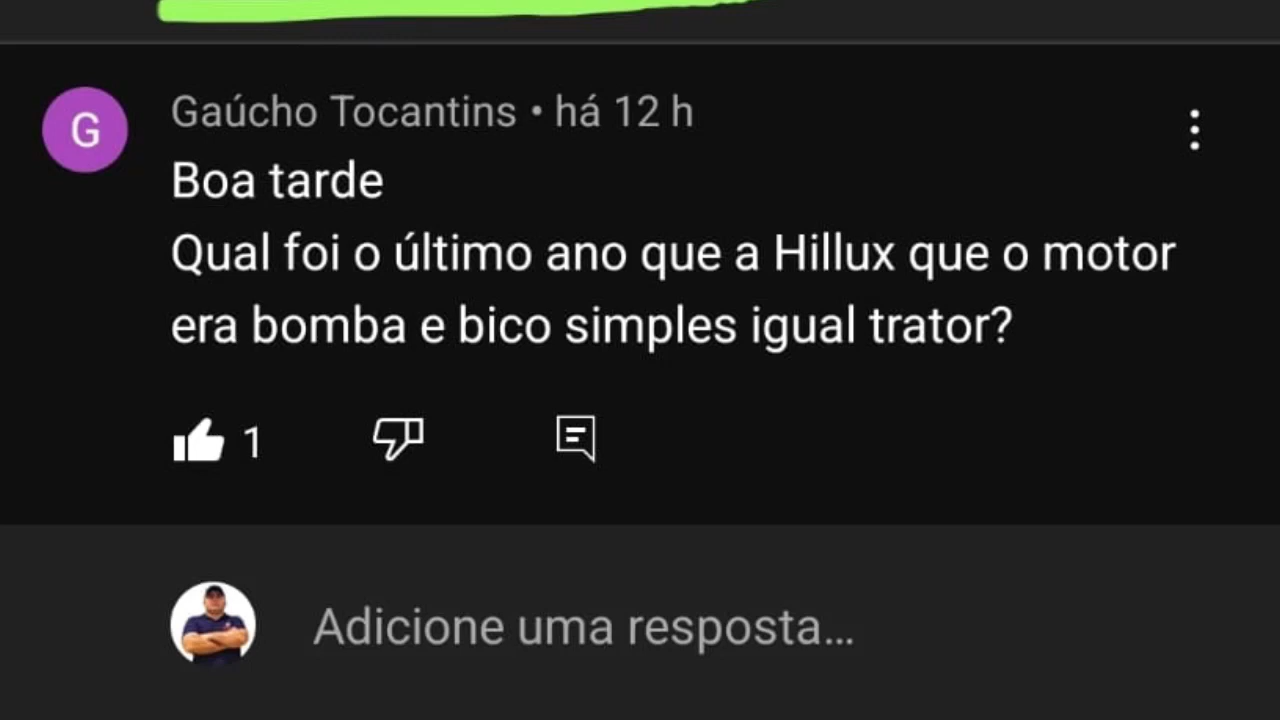 G
Gaúcho Tocantins • há 12 h
Boa tarde
Qual foi o último ano que a Hillux que o motor
era bomba e bico simples igual trator?
1
Adicione uma resposta...